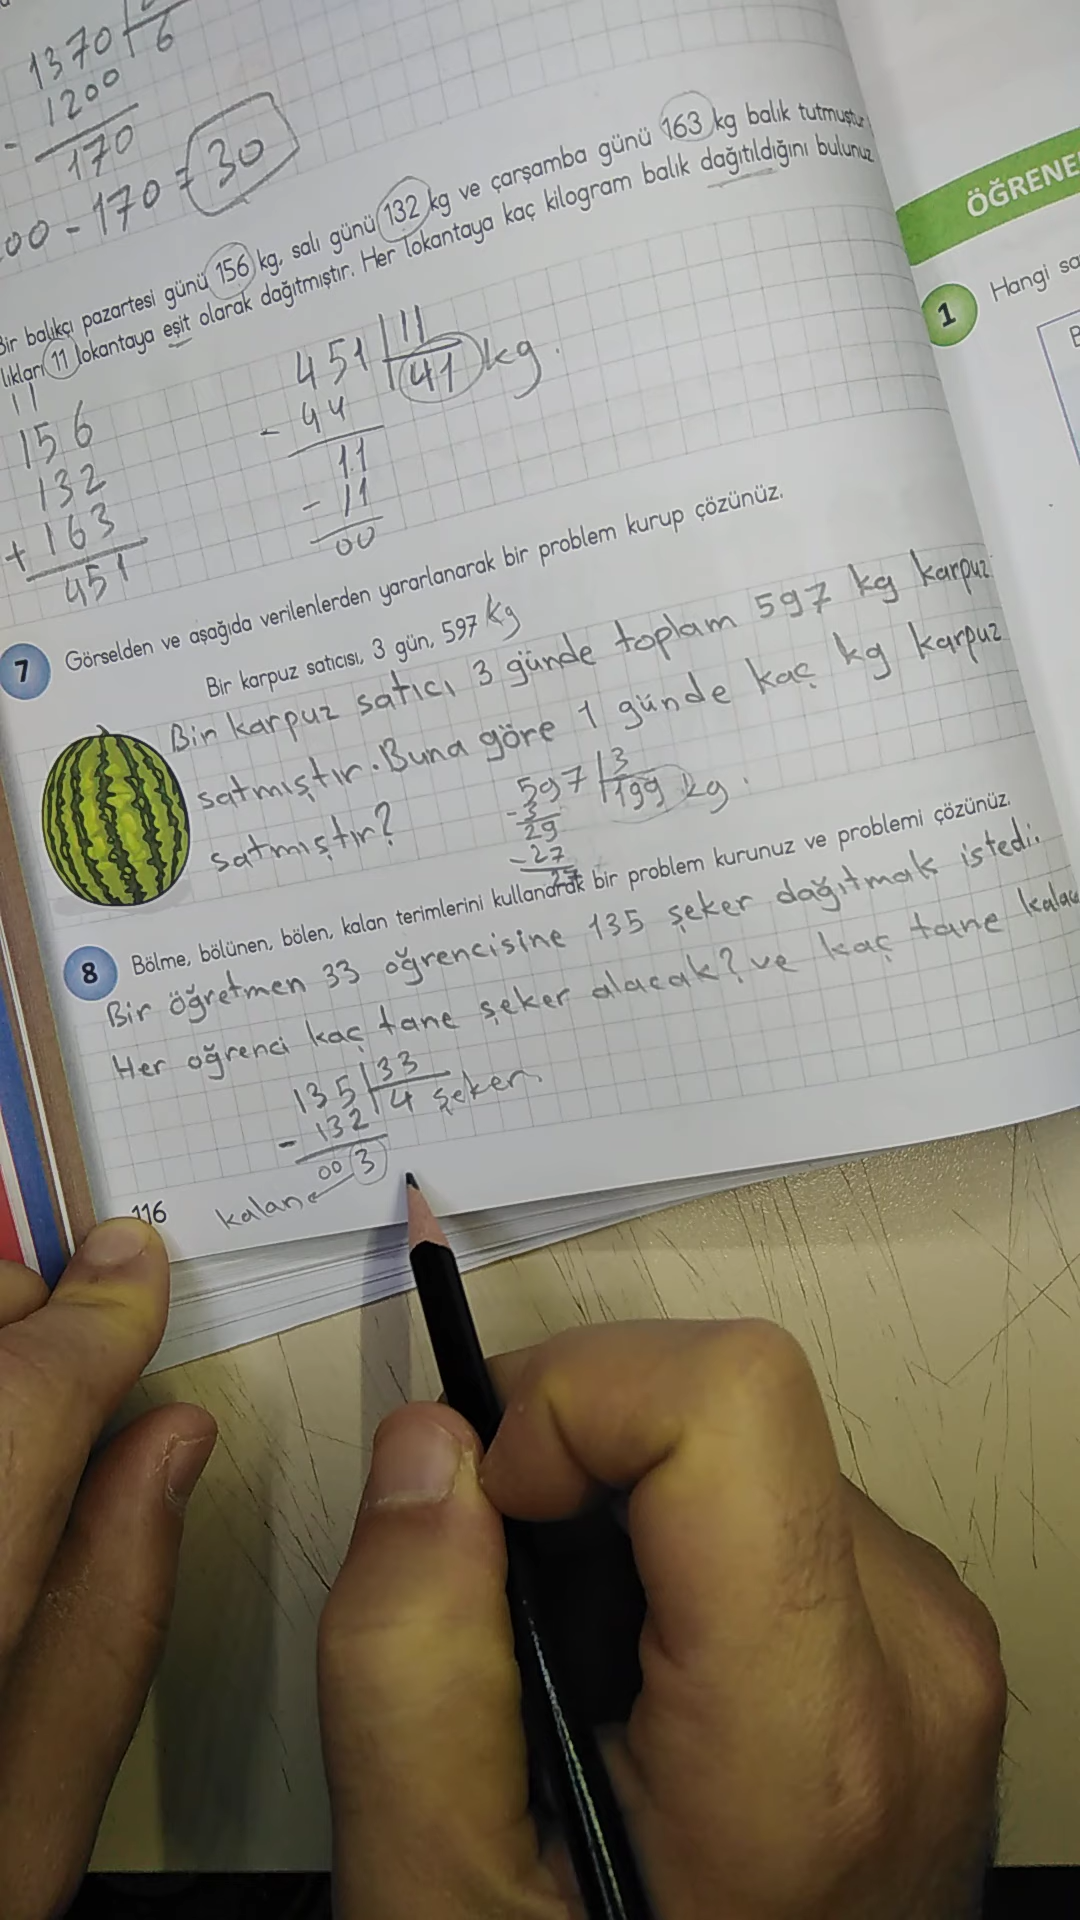 1370 6
- 1200
170
00 - 170 = 30
Bir balıkçı pazartesi günü 156 kg, salı günü 132 kg ve çarşamba günü 163 kg balık tutmuştur.
lıkları 11 lokantaya eşit olarak dağıtmıştır. Her lokantaya kaç kilogram balık dağıtıldığını bulunuz
11
156
132
+ 163
451
451 11
- 44 41 kg.
11
- 11
00
7 Görselden ve aşağıda verilenlerden yararlanarak bir problem kurup çözünüz.
Bir karpuz satıcısı, 3 gün, 597 kg
Bir karpuz satıcı 3 günde toplam 597 kg karpuz
satmıştır. Buna göre 1 günde kaç kg karpuz
satmıştır?
597 3
- 3 199 kg.
29
- 27
27
8 Bölme, bölünen, bölen, kalan terimlerini kullanarak bir problem kurunuz ve problemi çözünüz.
Bir öğretmen 33 öğrencisine 135 şeker dağıtmak istedi.
Her öğrenci kaç tane şeker alacak? ve kaç tane
135 33
- 132 4 şeker
00 3
kalan
116
ÖĞRENE
1 Hangi sa